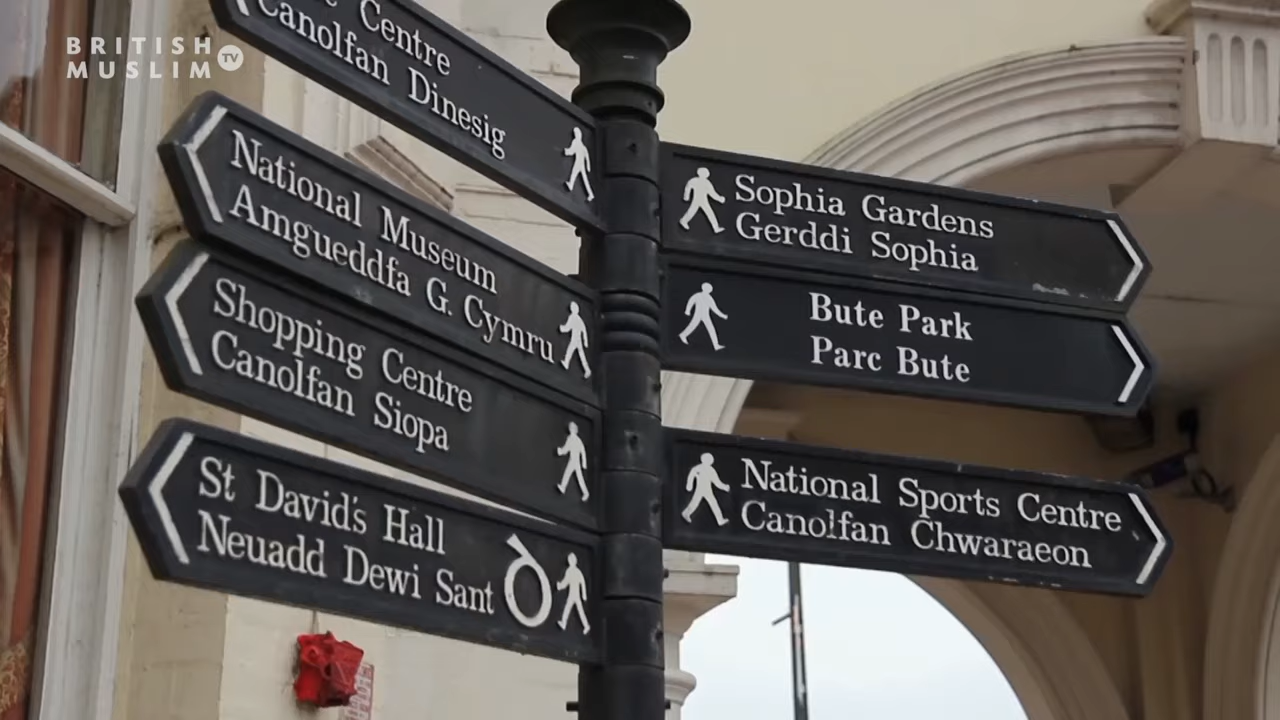 BRITISH
MUSLIM TV
Centre
Canolfan Dinesig
National Museum
Amgueddfa G. Cymru
Shopping Centre
Canolfan Siopa
St David's Hall
Neuadd Dewi Sant
Sophia Gardens
Gerddi Sophia
Bute Park
Parc Bute
National Sports Centre
Canolfan Chwaraeon